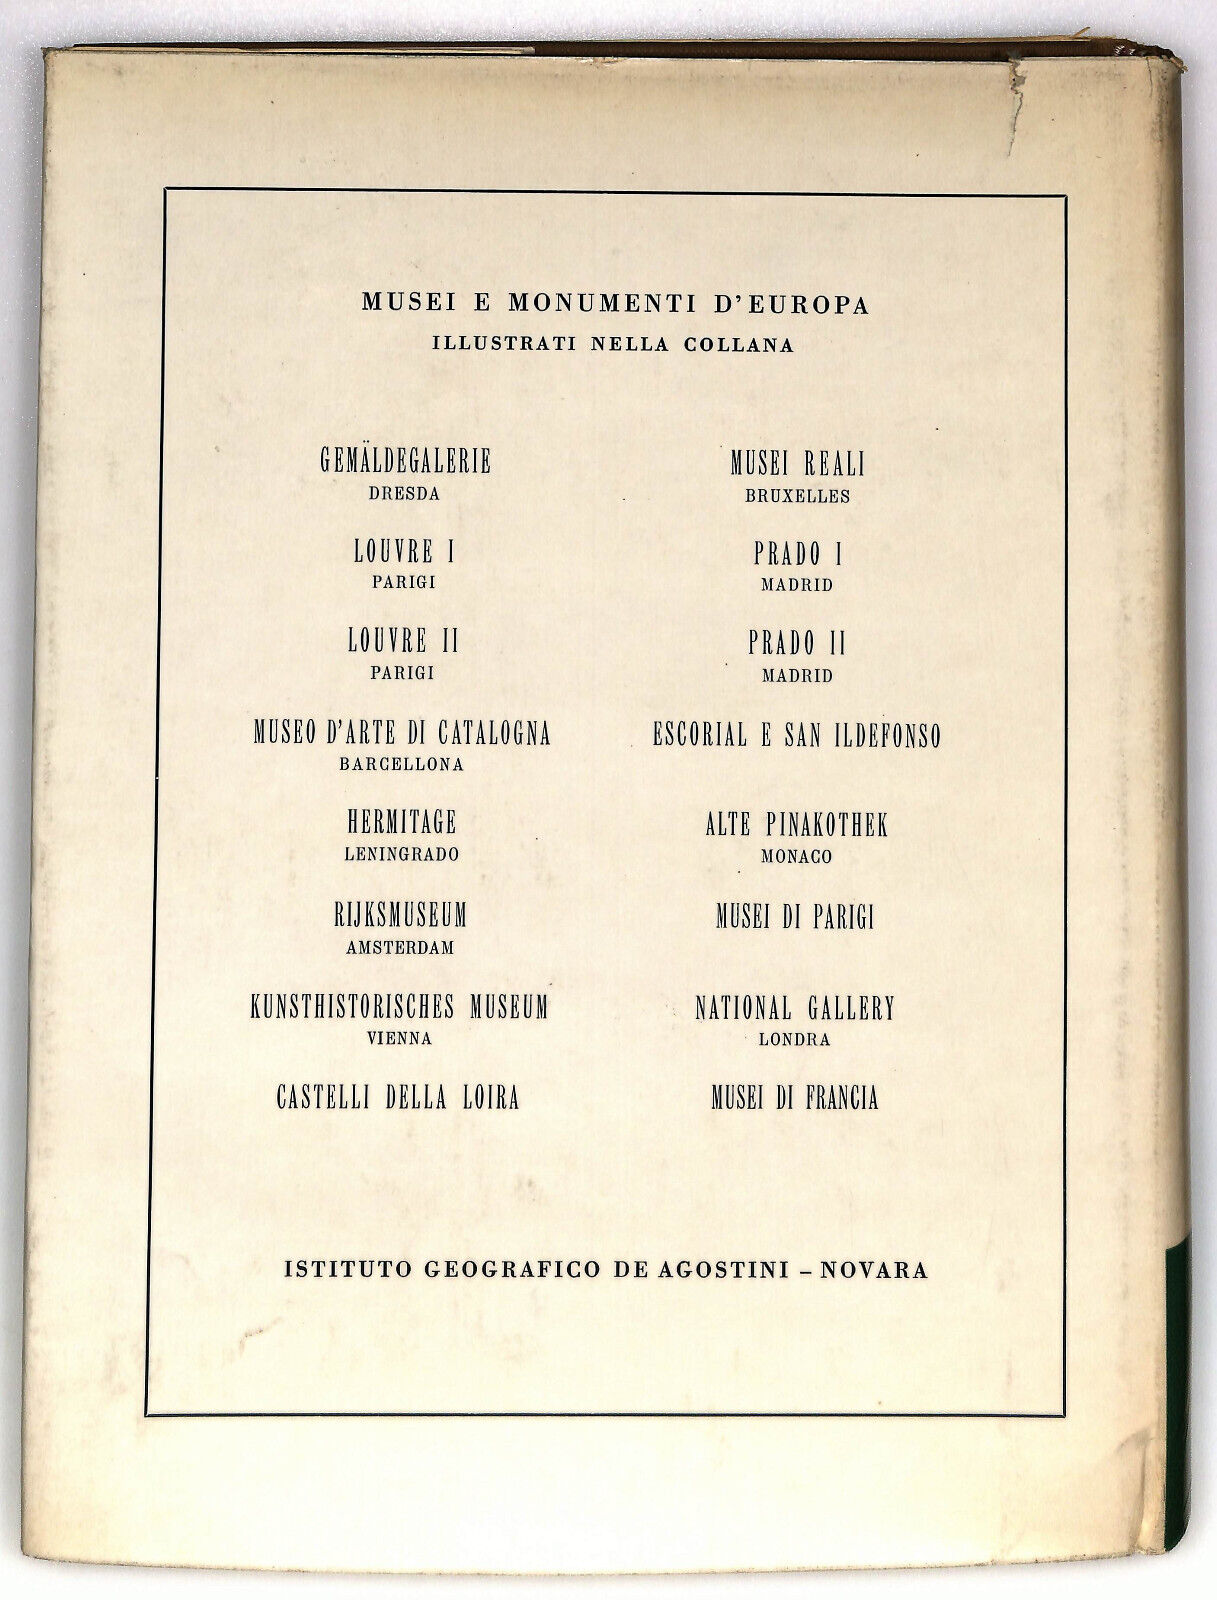 MUSEI E MONUMENTI D'EUROPA
ILLUSTRATI NELLA COLLANA
GEMÄLDEGALERIE
DRESDA
LOUVRE I
PARIGI
LOUVRE II
PARIGI
MUSEO D'ARTE DI CATALOGNA
BARCELLONA
HERMITAGE
LENINGRADO
RIJKSMUSEUM
AMSTERDAM
KUNSTHISTORISCHES MUSEUM
VIENNA
CASTELLI DELLA LOIRA
MUSEI REALI
BRUXELLES
PRADO I
MADRID
PRADO II
MADRID
ESCORIAL E SAN ILDEFONSO
ALTE PINAKOTHEK
MONACO
MUSEI DI PARIGI
NATIONAL GALLERY
LONDRA
MUSEI DI FRANCIA
ISTITUTO GEOGRAFICO DE AGOSTINI – NOVARA